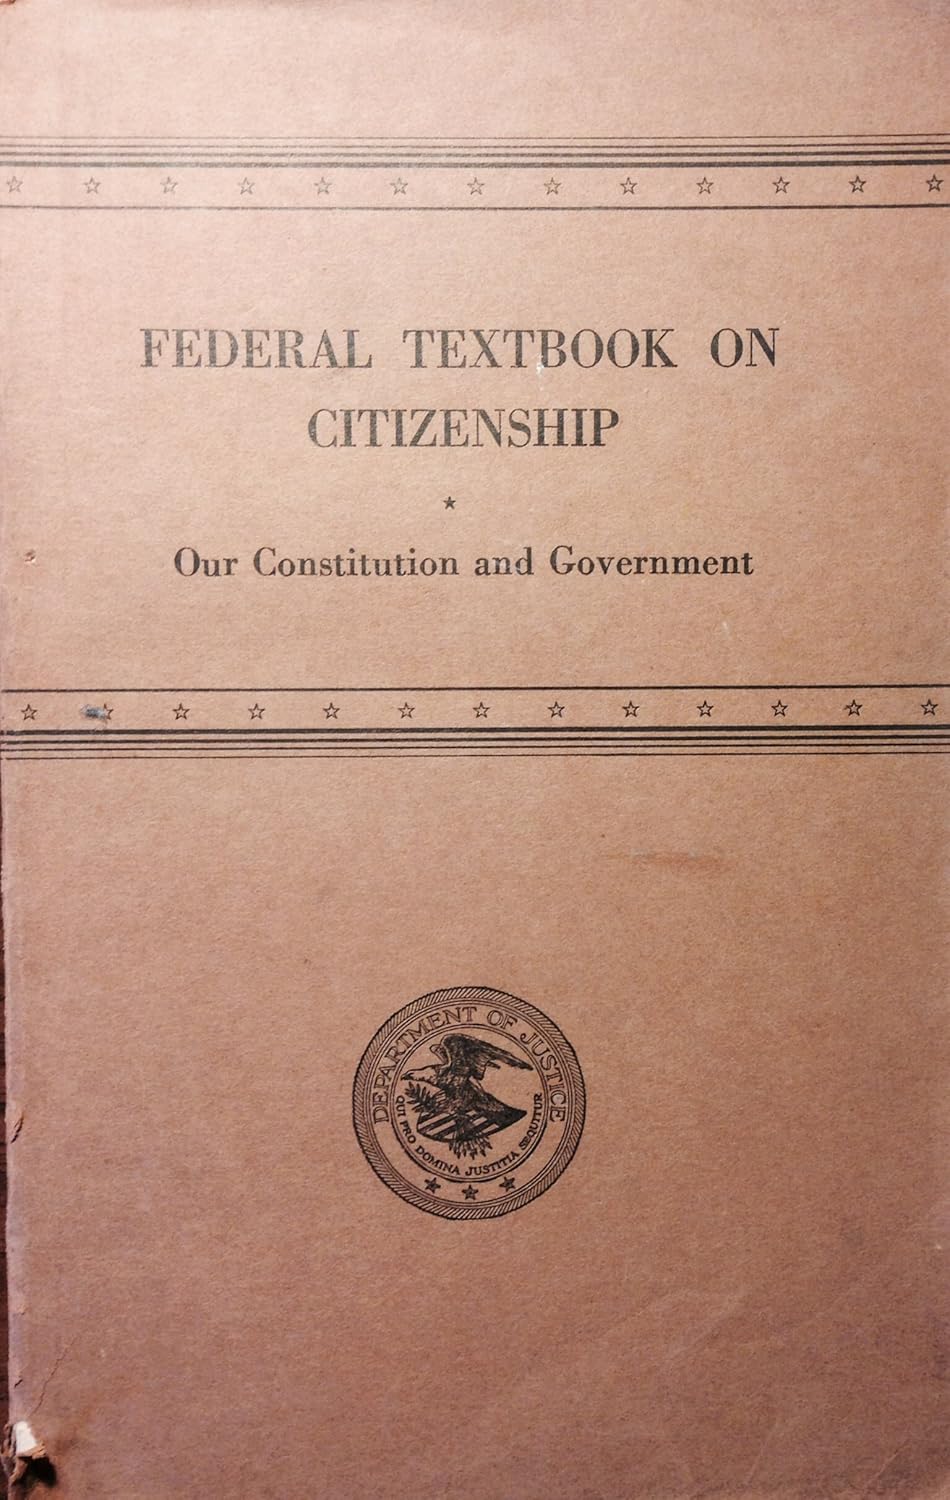 FEDERAL TEXTBOOK ON
CITIZENSHIP
Our Constitution and Government
DEPARTMENT OF JUSTICE
QUI PRO DOMINA JUSTITIA SEQUITUR